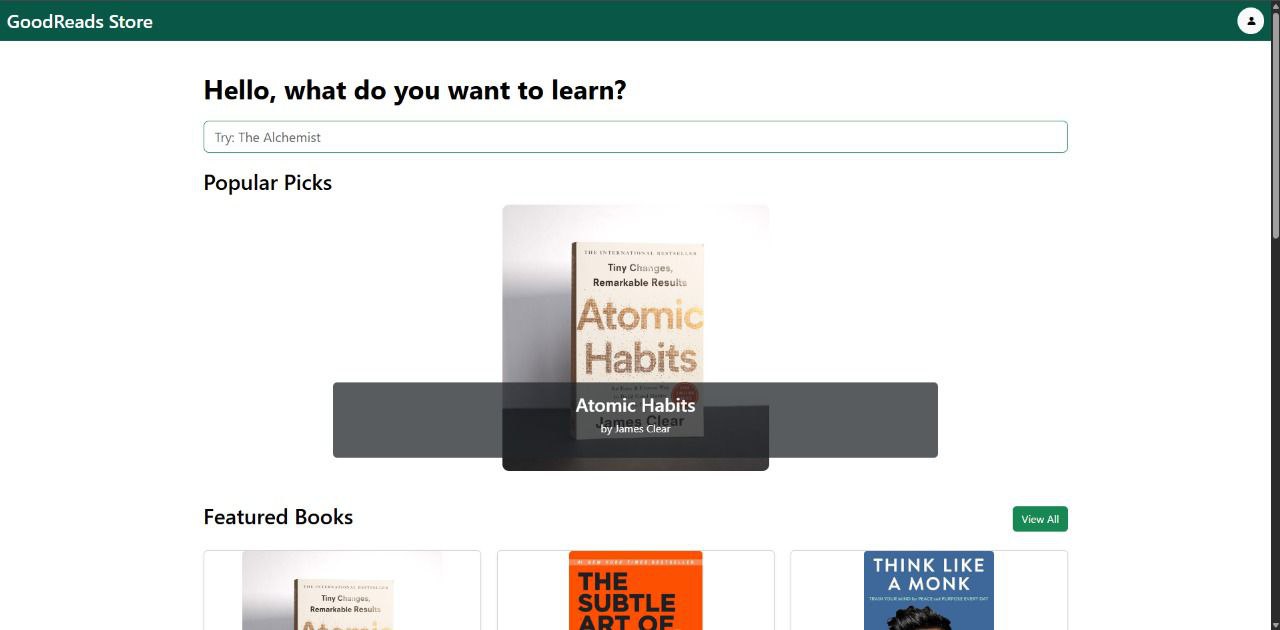 GoodReads Store
Hello, what do you want to learn?
Try: The Alchemist
Popular Picks
THE INTERNATIONAL BESTSELLER
Tiny Changes,
Remarkable Results
Atomic
Habits
James Clear
Atomic Habits
by James Clear
Featured Books
View All
THE INTERNATIONAL BESTSELLER
Tiny Changes,
Remarkable Results
Atomic
#1 NEW YORK TIMES BESTSELLER
THE
SUBTLE
ART OF
THINK LIKE
A MONK
TRAIN YOUR MIND for PEACE and PURPOSE EVERY DAY